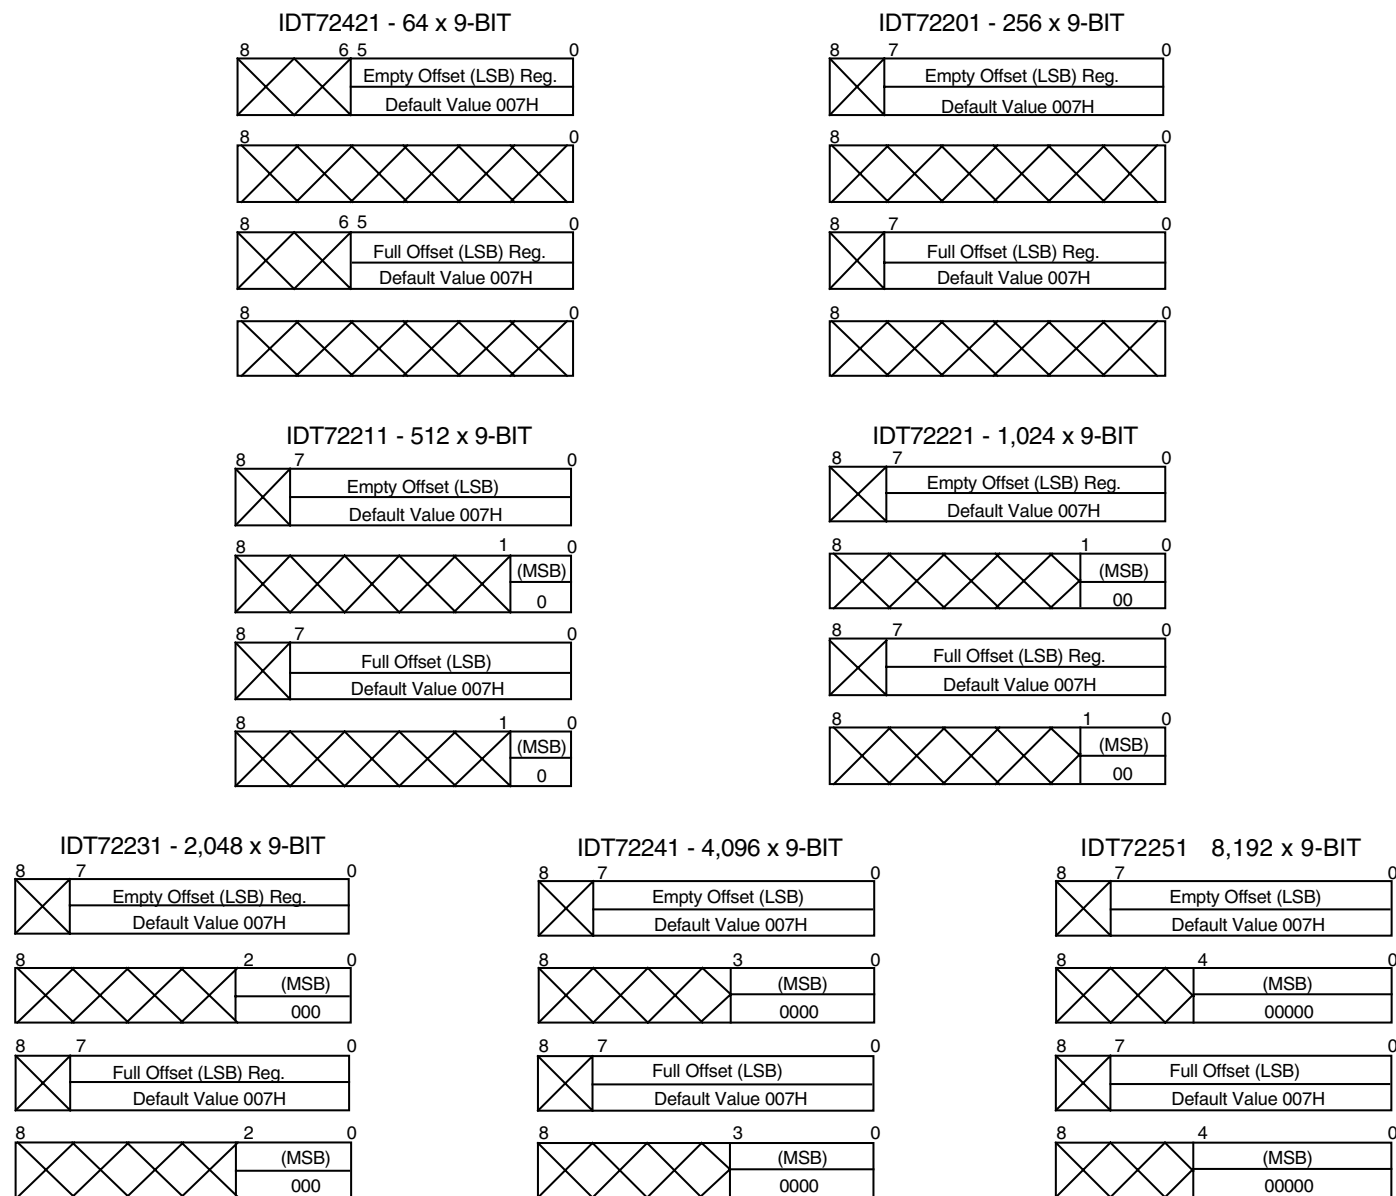 IDT72421 - 64 x 9-BIT
8 6 5 0
Empty Offset (LSB) Reg.
Default Value 007H
8 0
8 6 5 0
Full Offset (LSB) Reg.
Default Value 007H
8 0
IDT72201 - 256 x 9-BIT
8 7 0
Empty Offset (LSB) Reg.
Default Value 007H
8 0
8 7 0
Full Offset (LSB) Reg.
Default Value 007H
8 0
IDT72211 - 512 x 9-BIT
8 7 0
Empty Offset (LSB)
Default Value 007H
8 1 0
(MSB)
0
8 7 0
Full Offset (LSB)
Default Value 007H
8 1 0
(MSB)
0
IDT72221 - 1,024 x 9-BIT
8 7 0
Empty Offset (LSB) Reg.
Default Value 007H
8 1 0
(MSB)
00
8 7 0
Full Offset (LSB) Reg.
Default Value 007H
8 1 0
(MSB)
00
IDT72231 - 2,048 x 9-BIT
8 7 0
Empty Offset (LSB) Reg.
Default Value 007H
8 2 0
(MSB)
000
8 7 0
Full Offset (LSB) Reg.
Default Value 007H
8 2 0
(MSB)
000
IDT72241 - 4,096 x 9-BIT
8 7 0
Empty Offset (LSB)
Default Value 007H
8 3 0
(MSB)
0000
8 7 0
Full Offset (LSB)
Default Value 007H
8 3 0
(MSB)
0000
IDT72251 8,192 x 9-BIT
8 7 0
Empty Offset (LSB)
Default Value 007H
8 4 0
(MSB)
00000
8 7 0
Full Offset (LSB)
Default Value 007H
8 4 0
(MSB)
00000